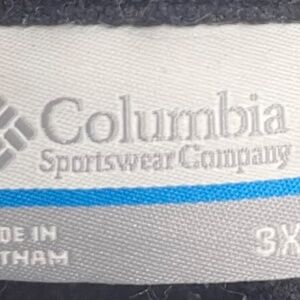 Columbia
Sportswear Company
DE IN
TNAM
3X